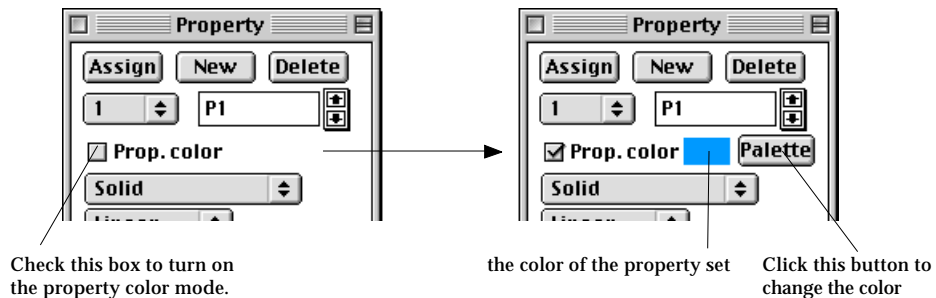 Property
Assign New Delete
1 P1
Prop. color
Solid
Linear
Check this box to turn on
the property color mode.
Property
Assign New Delete
1 P1
Prop. color Palette
Solid
Linear
the color of the property set
Click this button to
change the color